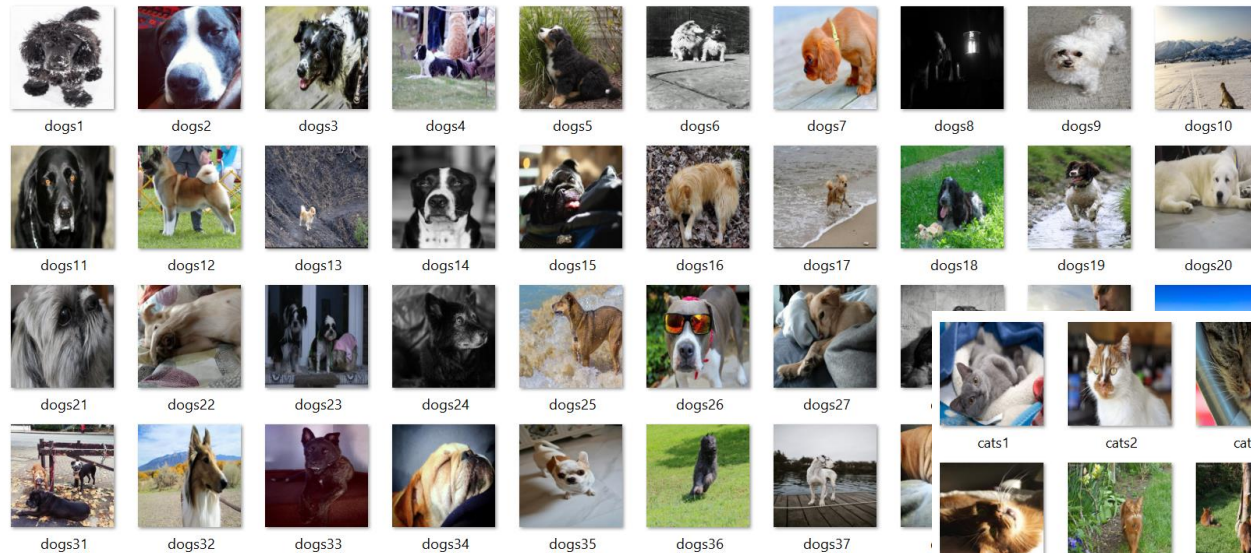 dogs1 dogs2 dogs3 dogs4 dogs5 dogs6 dogs7 dogs8 dogs9 dogs10
dogs11 dogs12 dogs13 dogs14 dogs15 dogs16 dogs17 dogs18 dogs19 dogs20
dogs21 dogs22 dogs23 dogs24 dogs25 dogs26 dogs27
cats1 cats2
dogs31 dogs32 dogs33 dogs34 dogs35 dogs36 dogs37